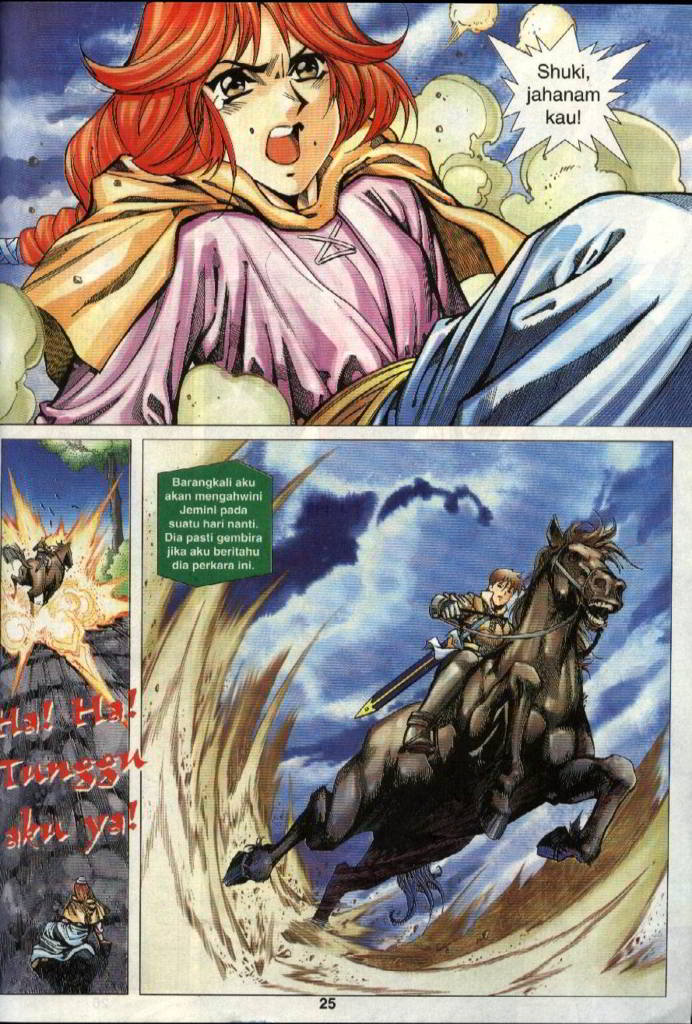 Shuki,
jahanam
kau!
Ha! Ha!
Tunggu
aku ya!
Barangkali aku
akan mengahwini
Jemini pada
suatu hari nanti.
Dia pasti gembira
jika aku beritahu
dia perkara ini.
25